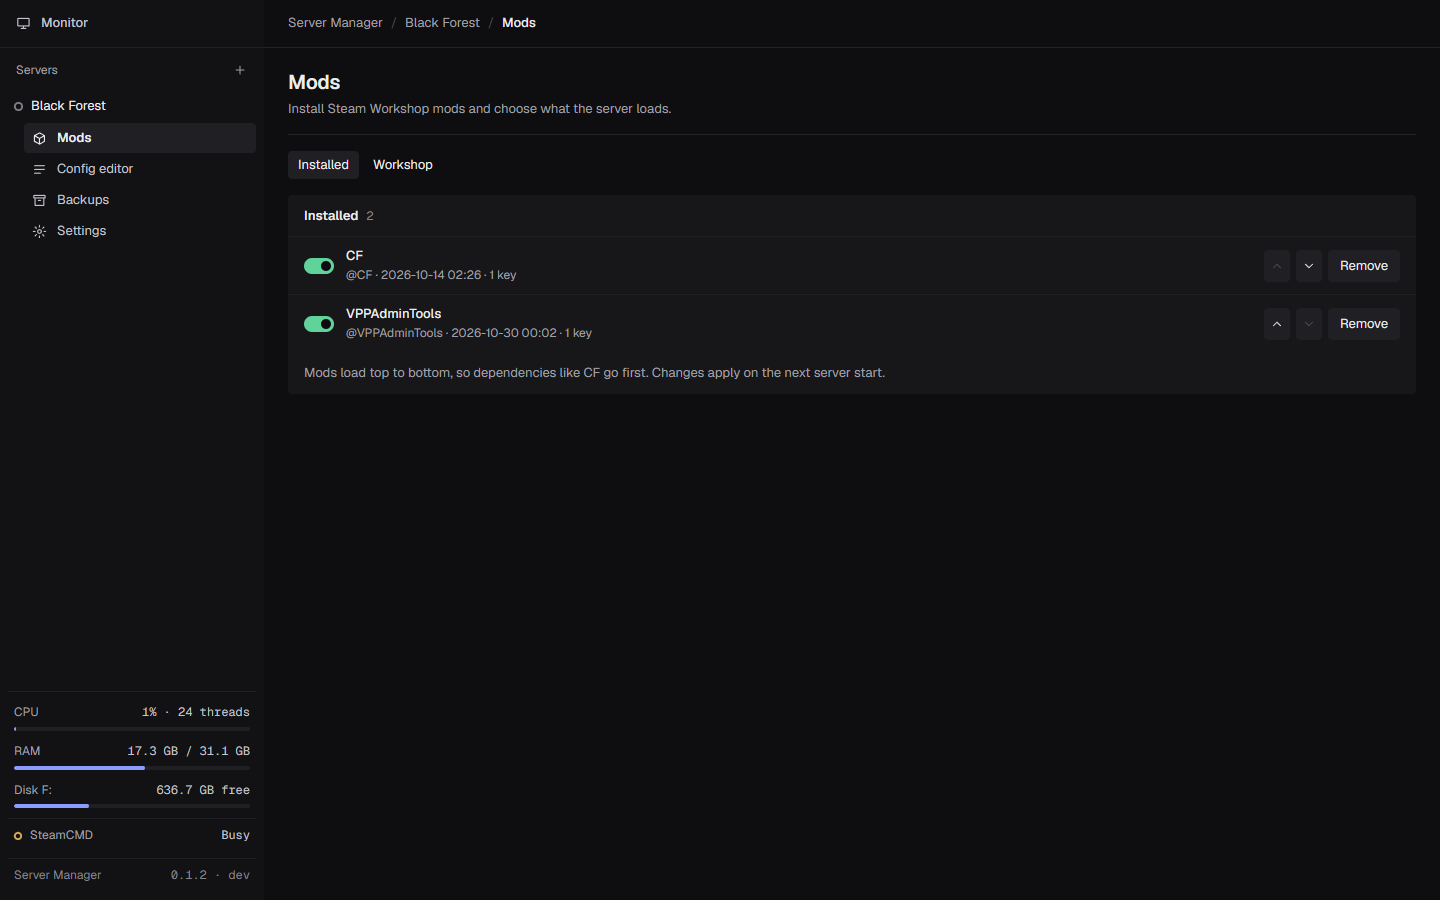 Monitor
Servers
Black Forest
Mods
Config editor
Backups
Settings
CPU 1% · 24 threads
RAM 17.3 GB / 31.1 GB
Disk F: 636.7 GB free
SteamCMD Busy
Server Manager 0.1.2 · dev
Server Manager / Black Forest / Mods
Mods
Install Steam Workshop mods and choose what the server loads.
Installed Workshop
Installed 2
CF
@CF · 2026-10-14 02:26 · 1 key
Remove
VPPAdminTools
@VPPAdminTools · 2026-10-30 00:02 · 1 key
Remove
Mods load top to bottom, so dependencies like CF go first. Changes apply on the next server start.